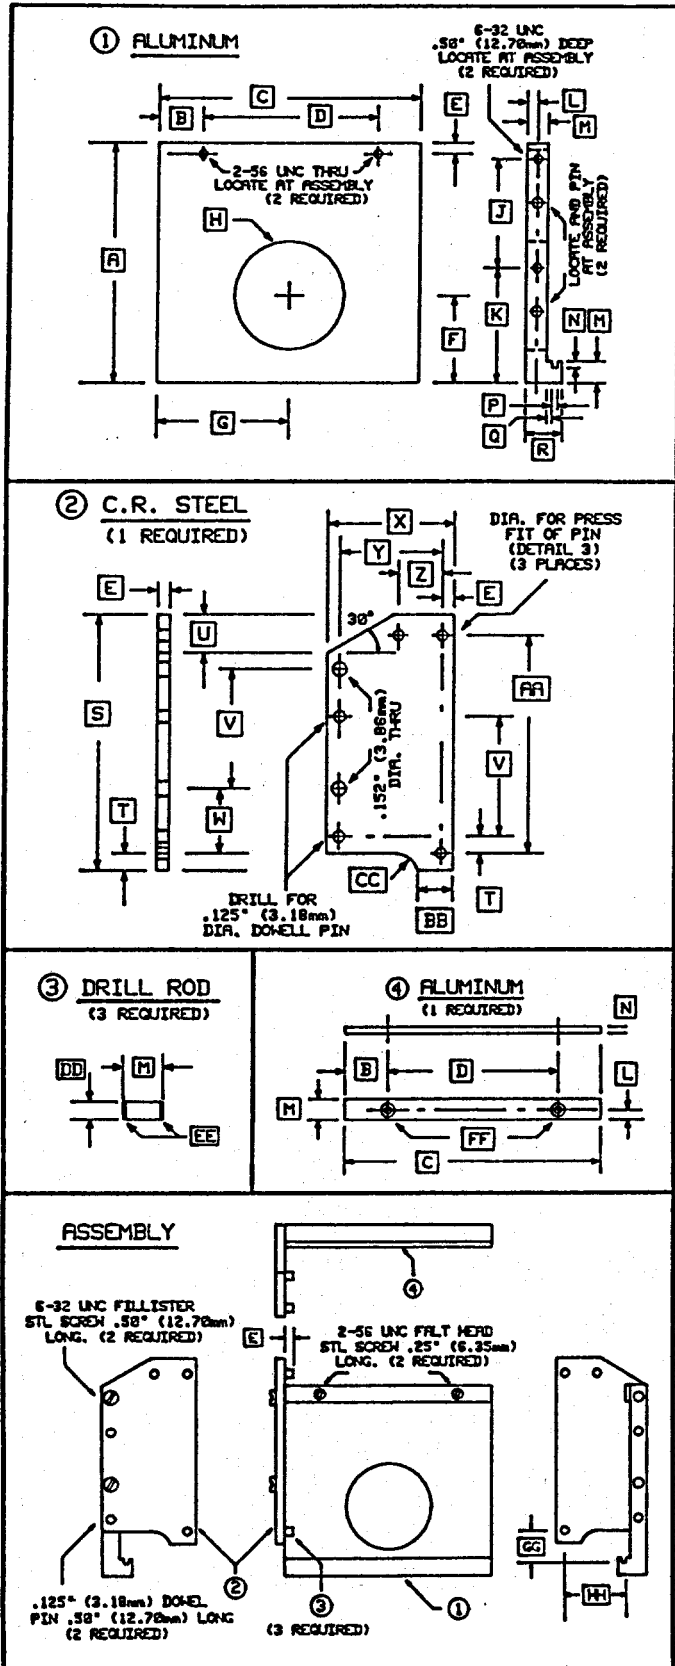 ① ALUMINUM
6-32 UNC
.50" (12.70mm) DEEP
LOCATE AT ASSEMBLY
(2 REQUIRED)
C
B
D
E
L
M
2-56 UNC THRU
LOCATE AT ASSEMBLY
(2 REQUIRED)
H
A
J
LOCATE AND PIN
AT ASSEMBLY
(2 REQUIRED)
F
K
N
M
G
P
Q
R
② C.R. STEEL
(1 REQUIRED)
X
DIA. FOR PRESS
FIT OF PIN
(DETAIL 3)
(3 PLACES)
Y
Z
E
E
U
30°
S
V
.152" (3.86mm)
DIA. THRU
AA
V
W
T
CC
BB
T
DRILL FOR
.125" (3.18mm)
DIA. DOWELL PIN
③ DRILL ROD
(3 REQUIRED)
DD
M
EE
④ ALUMINUM
(1 REQUIRED)
N
B
D
L
M
FF
C
ASSEMBLY
④
6-32 UNC FILLISTER
STL SCREW .50" (12.70mm)
LONG. (2 REQUIRED)
E
2-56 UNC FALT HEAD
STL SCREW .25" (6.35mm)
LONG. (2 REQUIRED)
GG
HH
②
.125" (3.18mm) DOWEL
PIN .50" (12.70mm) LONG
(2 REQUIRED)
③
(3 REQUIRED)
①